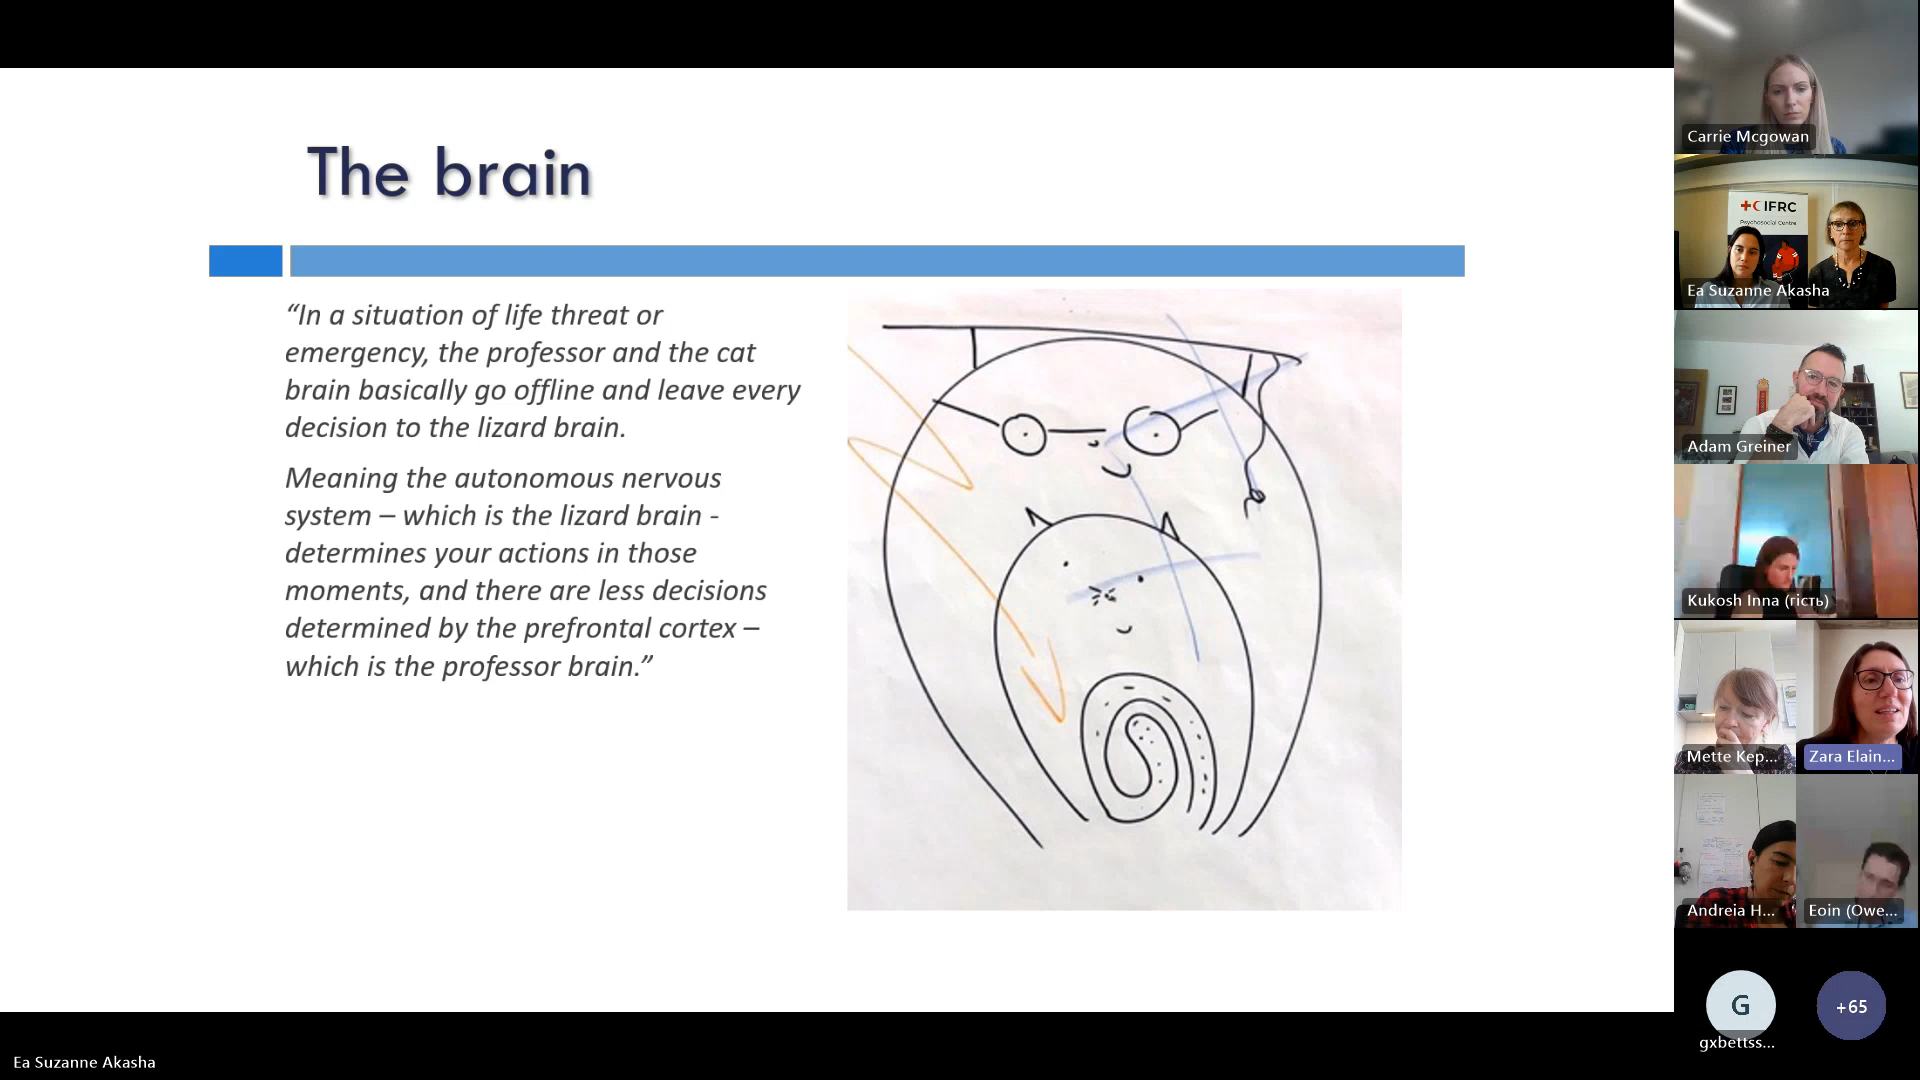 The brain
“In a situation of life threat or
emergency, the professor and the cat
brain basically go offline and leave every
decision to the lizard brain.
Meaning the autonomous nervous
system – which is the lizard brain -
determines your actions in those
moments, and there are less decisions
determined by the prefrontal cortex –
which is the professor brain.”
Ea Suzanne Akasha
Carrie Mcgowan
IFRC
Psychosocial Centre
Ea Suzanne Akasha
Adam Greiner
Kukosh Inna (гість)
Mette Kep...
Zara Elain...
Andreia H...
Eoin (Owe...
G
gxbettss...
+65